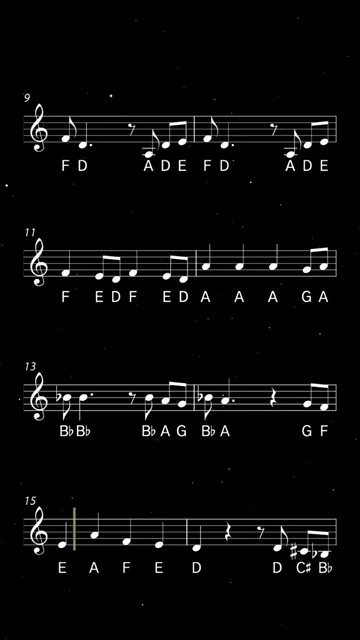 9
F D A D E F D A D E
11
F E D F E D A A A G A
13
B♭ B♭ B♭ A G B♭ A G F
15
E A F E D D C♯ B♭